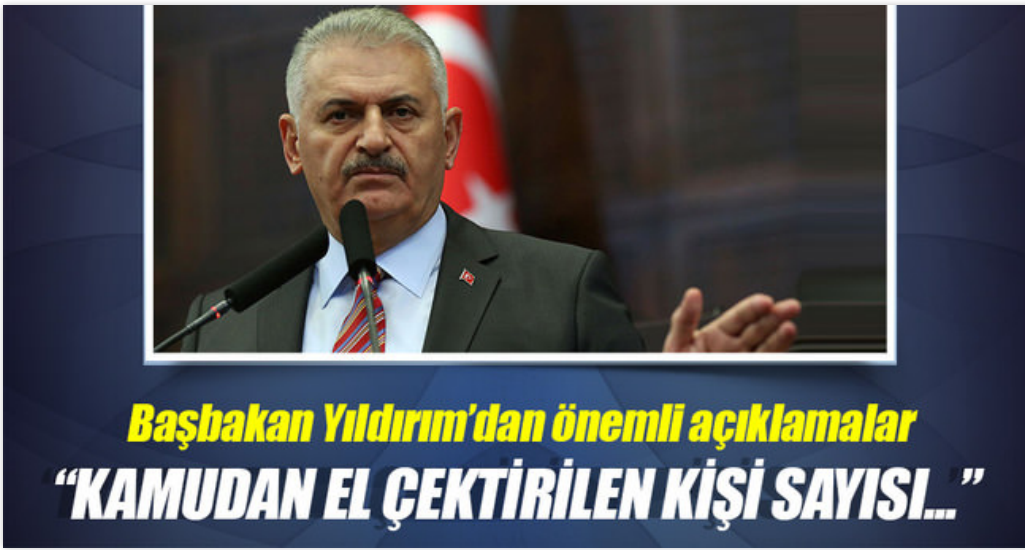 Başbakan Yıldırım'dan önemli açıklamalar
“KAMUDAN EL ÇEKTİRİLEN KİŞİ SAYISI...”